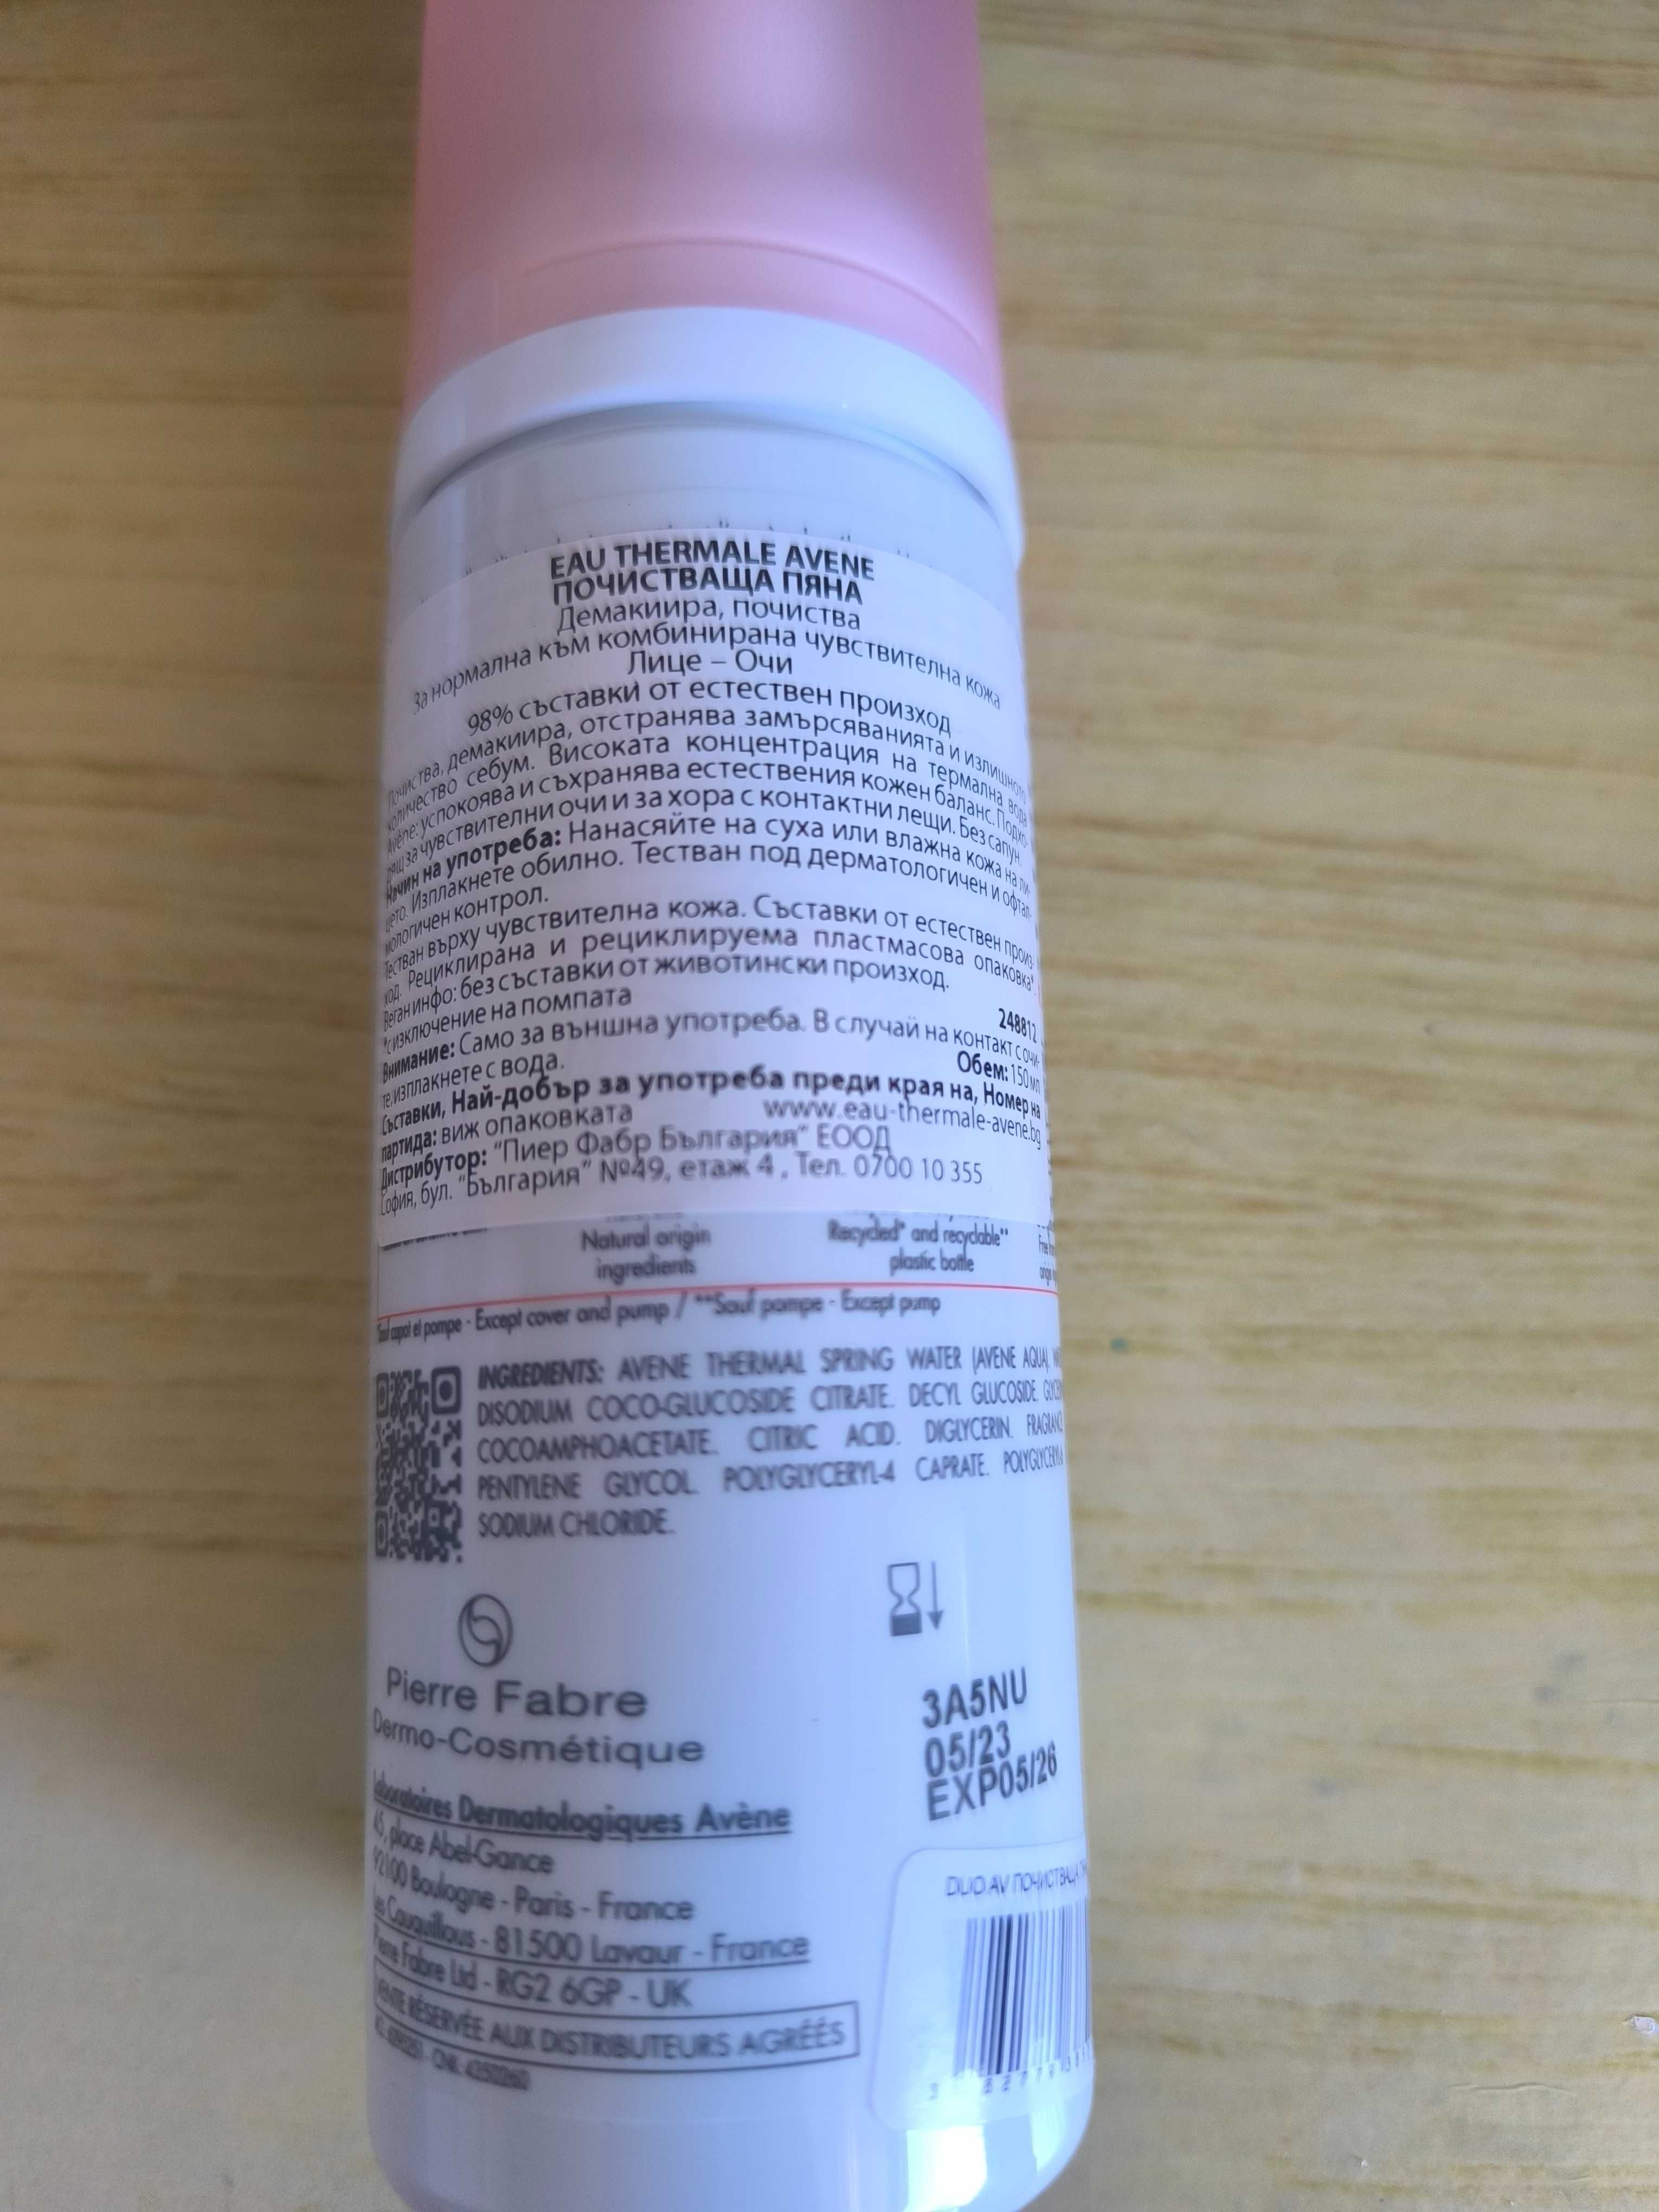 EAU THERMALE AVENE
ПОЧИСТВАЩА ПЯНА
Демакиира, почиства
За нормална към комбинирана чувствителна кожа
Лице – Очи
98% съставки от естествен произход
Почиства, демакиира, отстранява замърсяванията и излишното
количество себум. Високата концентрация на термална вода
Avène: успокоява и съхранява естествения кожен баланс. Подхо-
дящ за чувствителни очи и за хора с контактни лещи. Без сапун.
Начин на употреба: Нанасяйте на суха или влажна кожа на ли-
цето. Изплакнете обилно. Тестван под дерматологичен и офтал-
мологичен контрол.
Тестван върху чувствителна кожа. Съставки от естествен произ-
ход. Рециклирана и рециклируема пластмасова опаковка*.
Веган инфо: без съставки от животински произход.
*с изключение на помпата 248812
Внимание: Само за външна употреба. В случай на контакт с очи-
те изплакнете с вода. Обем: 150 мл
Съставки, Най-добър за употреба преди края на, Номер на
партида: виж опаковката www.eau-thermale-avene.bg
Дистрибутор: "Пиер Фабр България" ЕООД
София, бул. "България" №49, етаж 4 , Тел. 0700 10 355
Natural origin
ingredients
Recycled* and recyclable**
plastic bottle
capot et pompe - Except cover and pump / **Sauf pompe - Except pump
INGREDIENTS: AVENE THERMAL SPRING WATER (AVENE AQUA).
DISODIUM COCO-GLUCOSIDE CITRATE. DECYL GLUCOSIDE.
COCOAMPHOACETATE. CITRIC ACID. DIGLYCERIN.
PENTYLENE GLYCOL. POLYGLYCERYL-4 CAPRATE.
SODIUM CHLORIDE.
Pierre Fabre
Dermo-Cosmétique
3A5NU
05/23
EXP05/26
Laboratoires Dermatologiques Avène
45, place Abel-Gance
92100 Boulogne - Paris - France
Les Cauquillous - 81500 Lavaur - France
Pierre Fabre Ltd - RG2 6GP - UK
VENTE RÉSERVÉE AUX DISTRIBUTEURS AGRÉÉS
DUO AV ПОЧИСТВАЩА